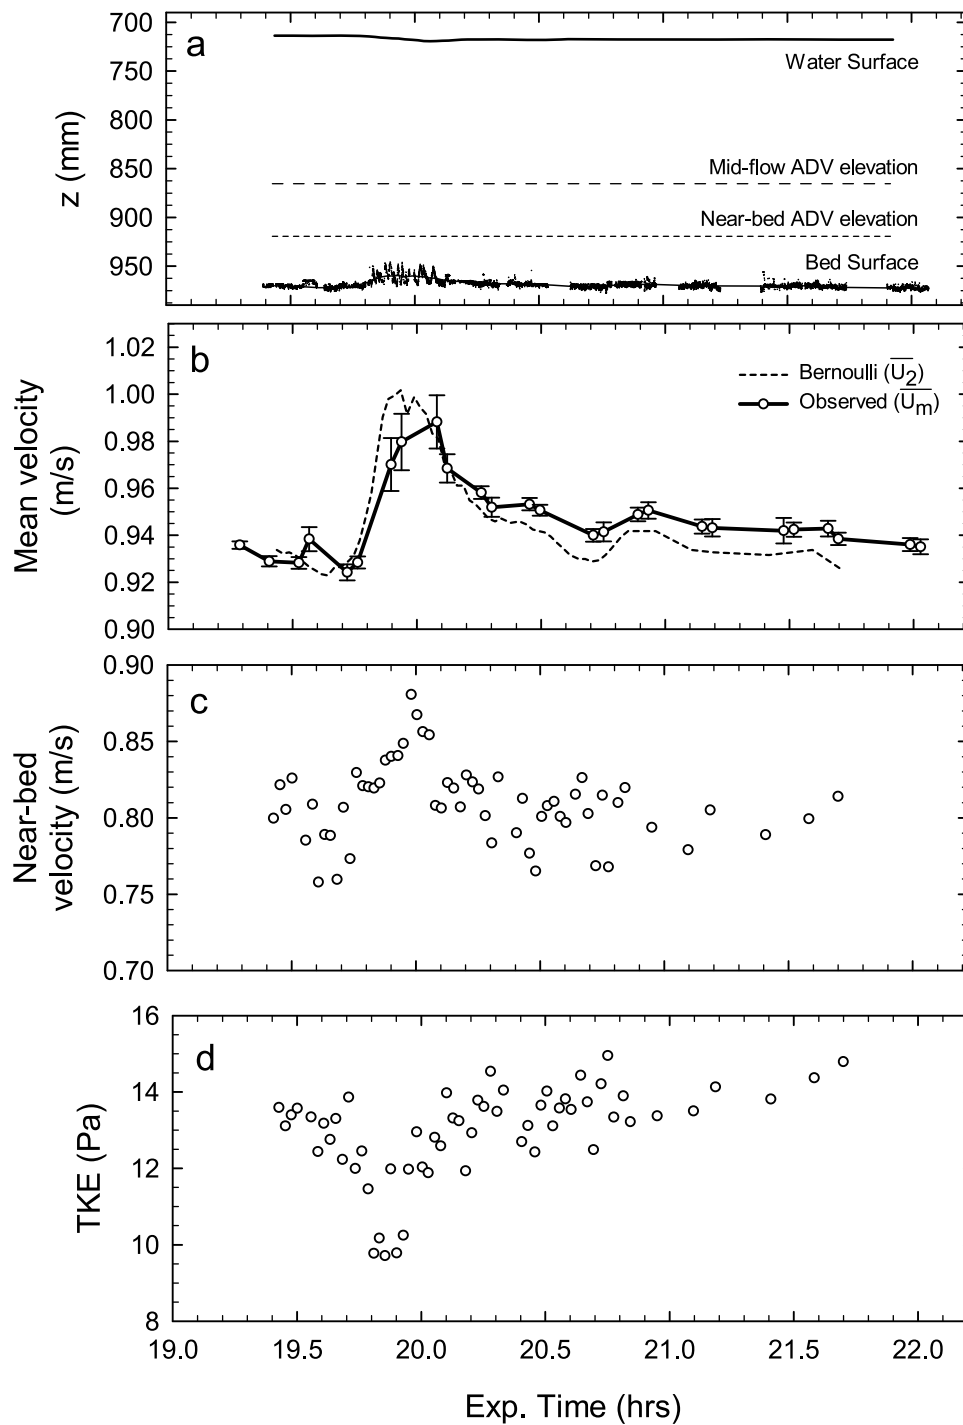 700
750
800
850
900
950
z (mm)
a
Water Surface
Mid-flow ADV elevation
Near-bed ADV elevation
Bed Surface
1.02
1.00
0.98
0.96
0.94
0.92
0.90
Mean velocity
(m/s)
b
Bernoulli (U2)
Observed (Um)
0.90
0.85
0.80
0.75
0.70
Near-bed
velocity (m/s)
c
16
14
12
10
8
TKE (Pa)
d
19.0 19.5 20.0 20.5 21.0 21.5 22.0
Exp. Time (hrs)